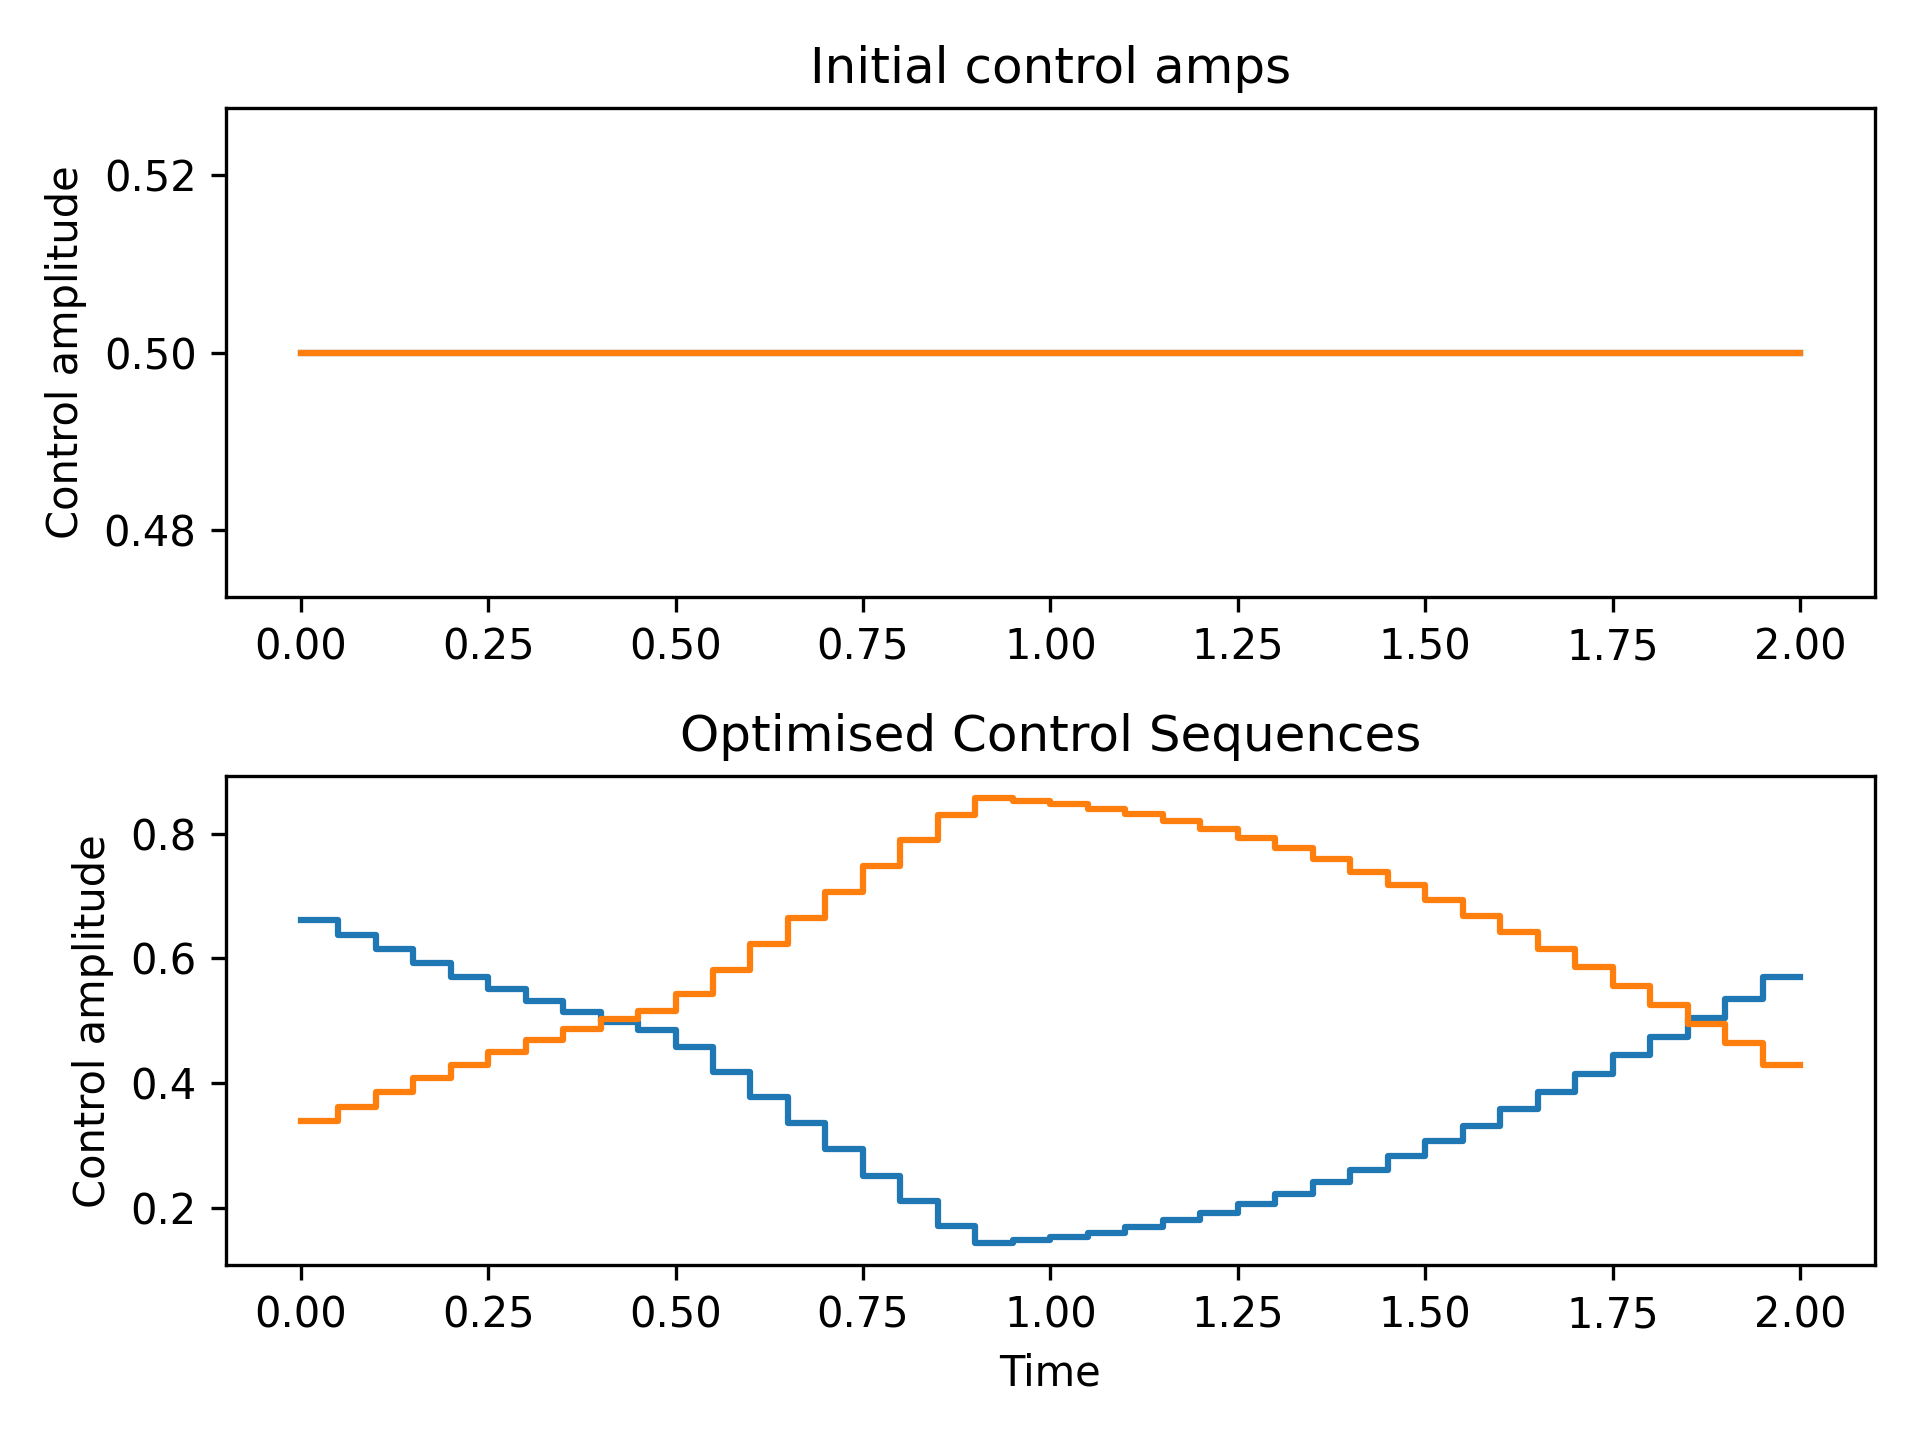 Initial control amps
Control amplitude
0.52
0.50
0.48
0.00 0.25 0.50 0.75 1.00 1.25 1.50 1.75 2.00
Optimised Control Sequences
Control amplitude
0.8
0.6
0.4
0.2
0.00 0.25 0.50 0.75 1.00 1.25 1.50 1.75 2.00
Time